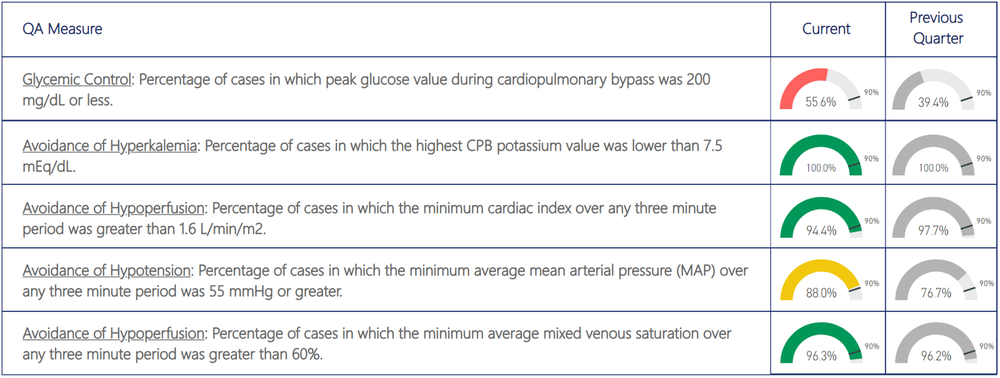 QA Measure
Current
Previous
Quarter
Glycemic Control: Percentage of cases in which peak glucose value during cardiopulmonary bypass was 200
mg/dL or less.
55.6%
90%
39.4%
90%
Avoidance of Hyperkalemia: Percentage of cases in which the highest CPB potassium value was lower than 7.5
mEq/dL.
100.0%
90%
100.0%
90%
Avoidance of Hypoperfusion: Percentage of cases in which the minimum cardiac index over any three minute
period was greater than 1.6 L/min/m2.
94.4%
90%
97.7%
90%
Avoidance of Hypotension: Percentage of cases in which the minimum average mean arterial pressure (MAP) over
any three minute period was 55 mmHg or greater.
88.0%
90%
76.7%
90%
Avoidance of Hypoperfusion: Percentage of cases in which the minimum average mixed venous saturation over
any three minute period was greater than 60%.
96.3%
90%
96.2%
90%